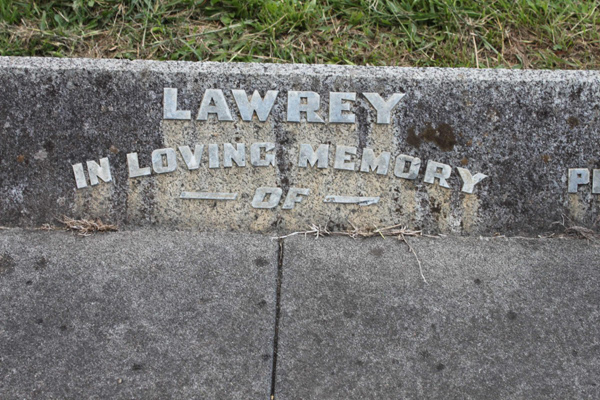 LAWREY
IN LOVING MEMORY
— OF —